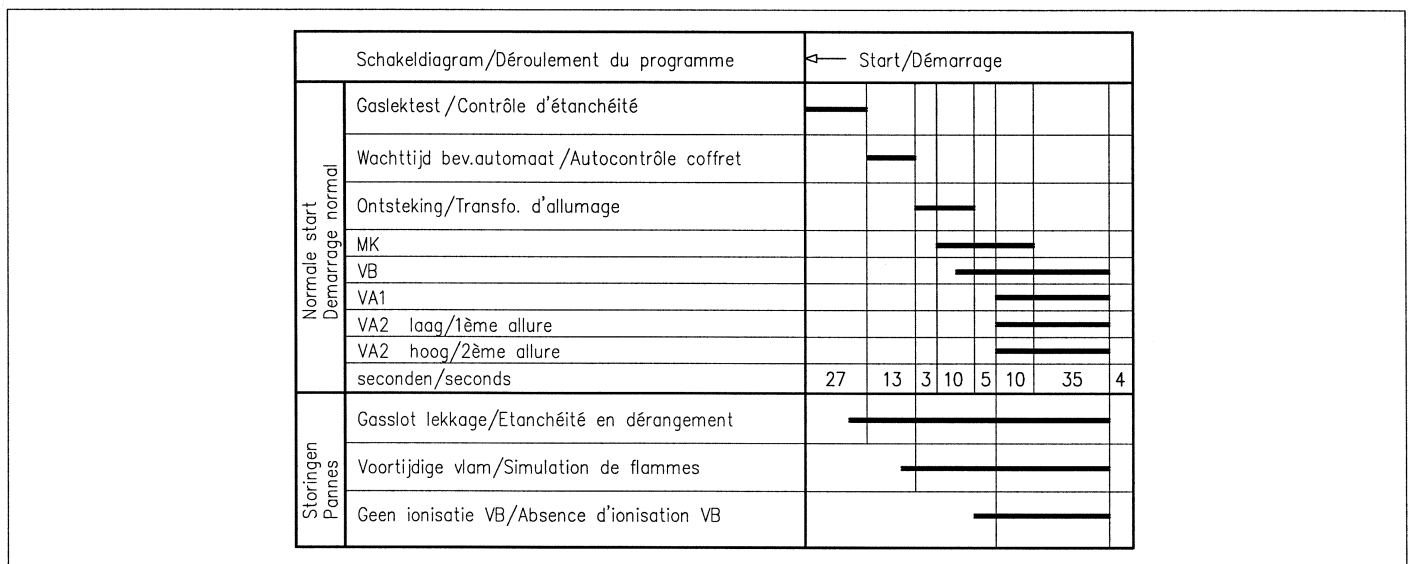 Schakeldiagram/Déroulement du programme
Start/Démarrage
Normale start
Demarrage normal
Gaslektest/Contrôle d'étanchéité
Wachttijd bev.automaat/Autocontrôle coffret
Ontsteking/Transfo. d'allumage
MK
VB
VA1
VA2 laag/1ème allure
VA2 hoog/2ème allure
seconden/seconds 27 13 3 10 5 10 35 4
Storingen
Pannes
Gasslot lekkage/Etanchéité en dérangement
Voortijdige vlam/Simulation de flammes
Geen ionisatie VB/Absence d'ionisation VB